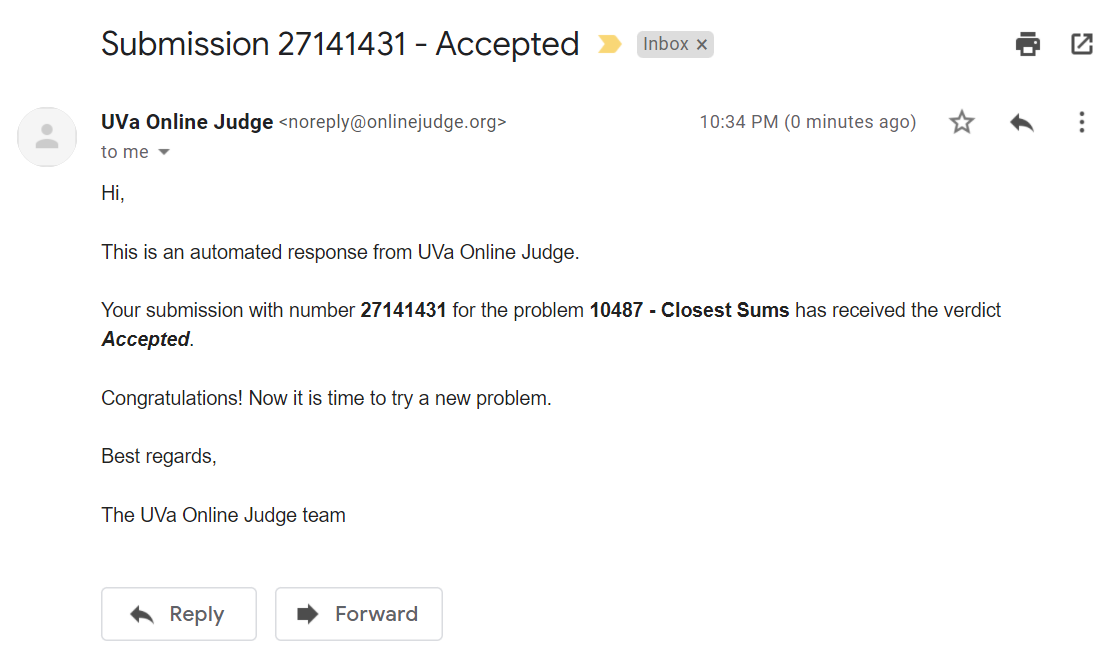 Submission 27141431 - Accepted Inbox x
UVa Online Judge <noreply@onlinejudge.org> 10:34 PM (0 minutes ago)
to me
Hi,
This is an automated response from UVa Online Judge.
Your submission with number 27141431 for the problem 10487 - Closest Sums has received the verdict
Accepted.
Congratulations! Now it is time to try a new problem.
Best regards,
The UVa Online Judge team
Reply Forward